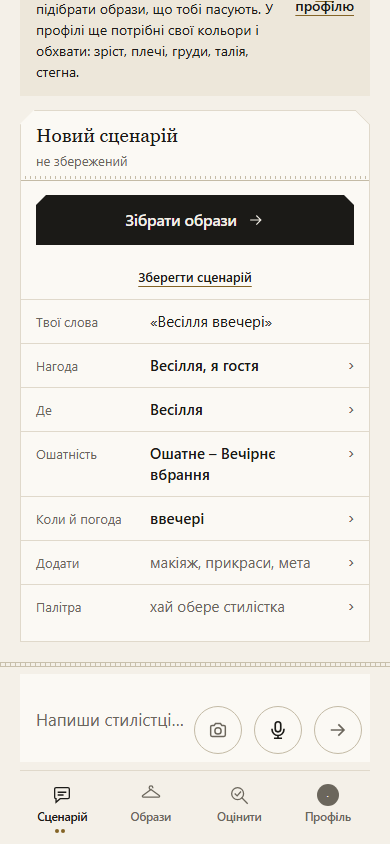 підібрати образи, що тобі пасують. У
профілі ще потрібні свої кольори і
обхвати: зріст, плечі, груди, талія,
стегна.
профілю
Новий сценарій
не збережений
Зібрати образи →
Зберегти сценарій
Твої слова «Весілля ввечері»
Нагода Весілля, я гостя
Де Весілля
Ошатність Ошатне – Вечірнє
вбрання
Коли й погода ввечері
Додати макіяж, прикраси, мета
Палітра хай обере стилістка
Напиши стилістці...
Сценарій Образи Оцінити Профіль